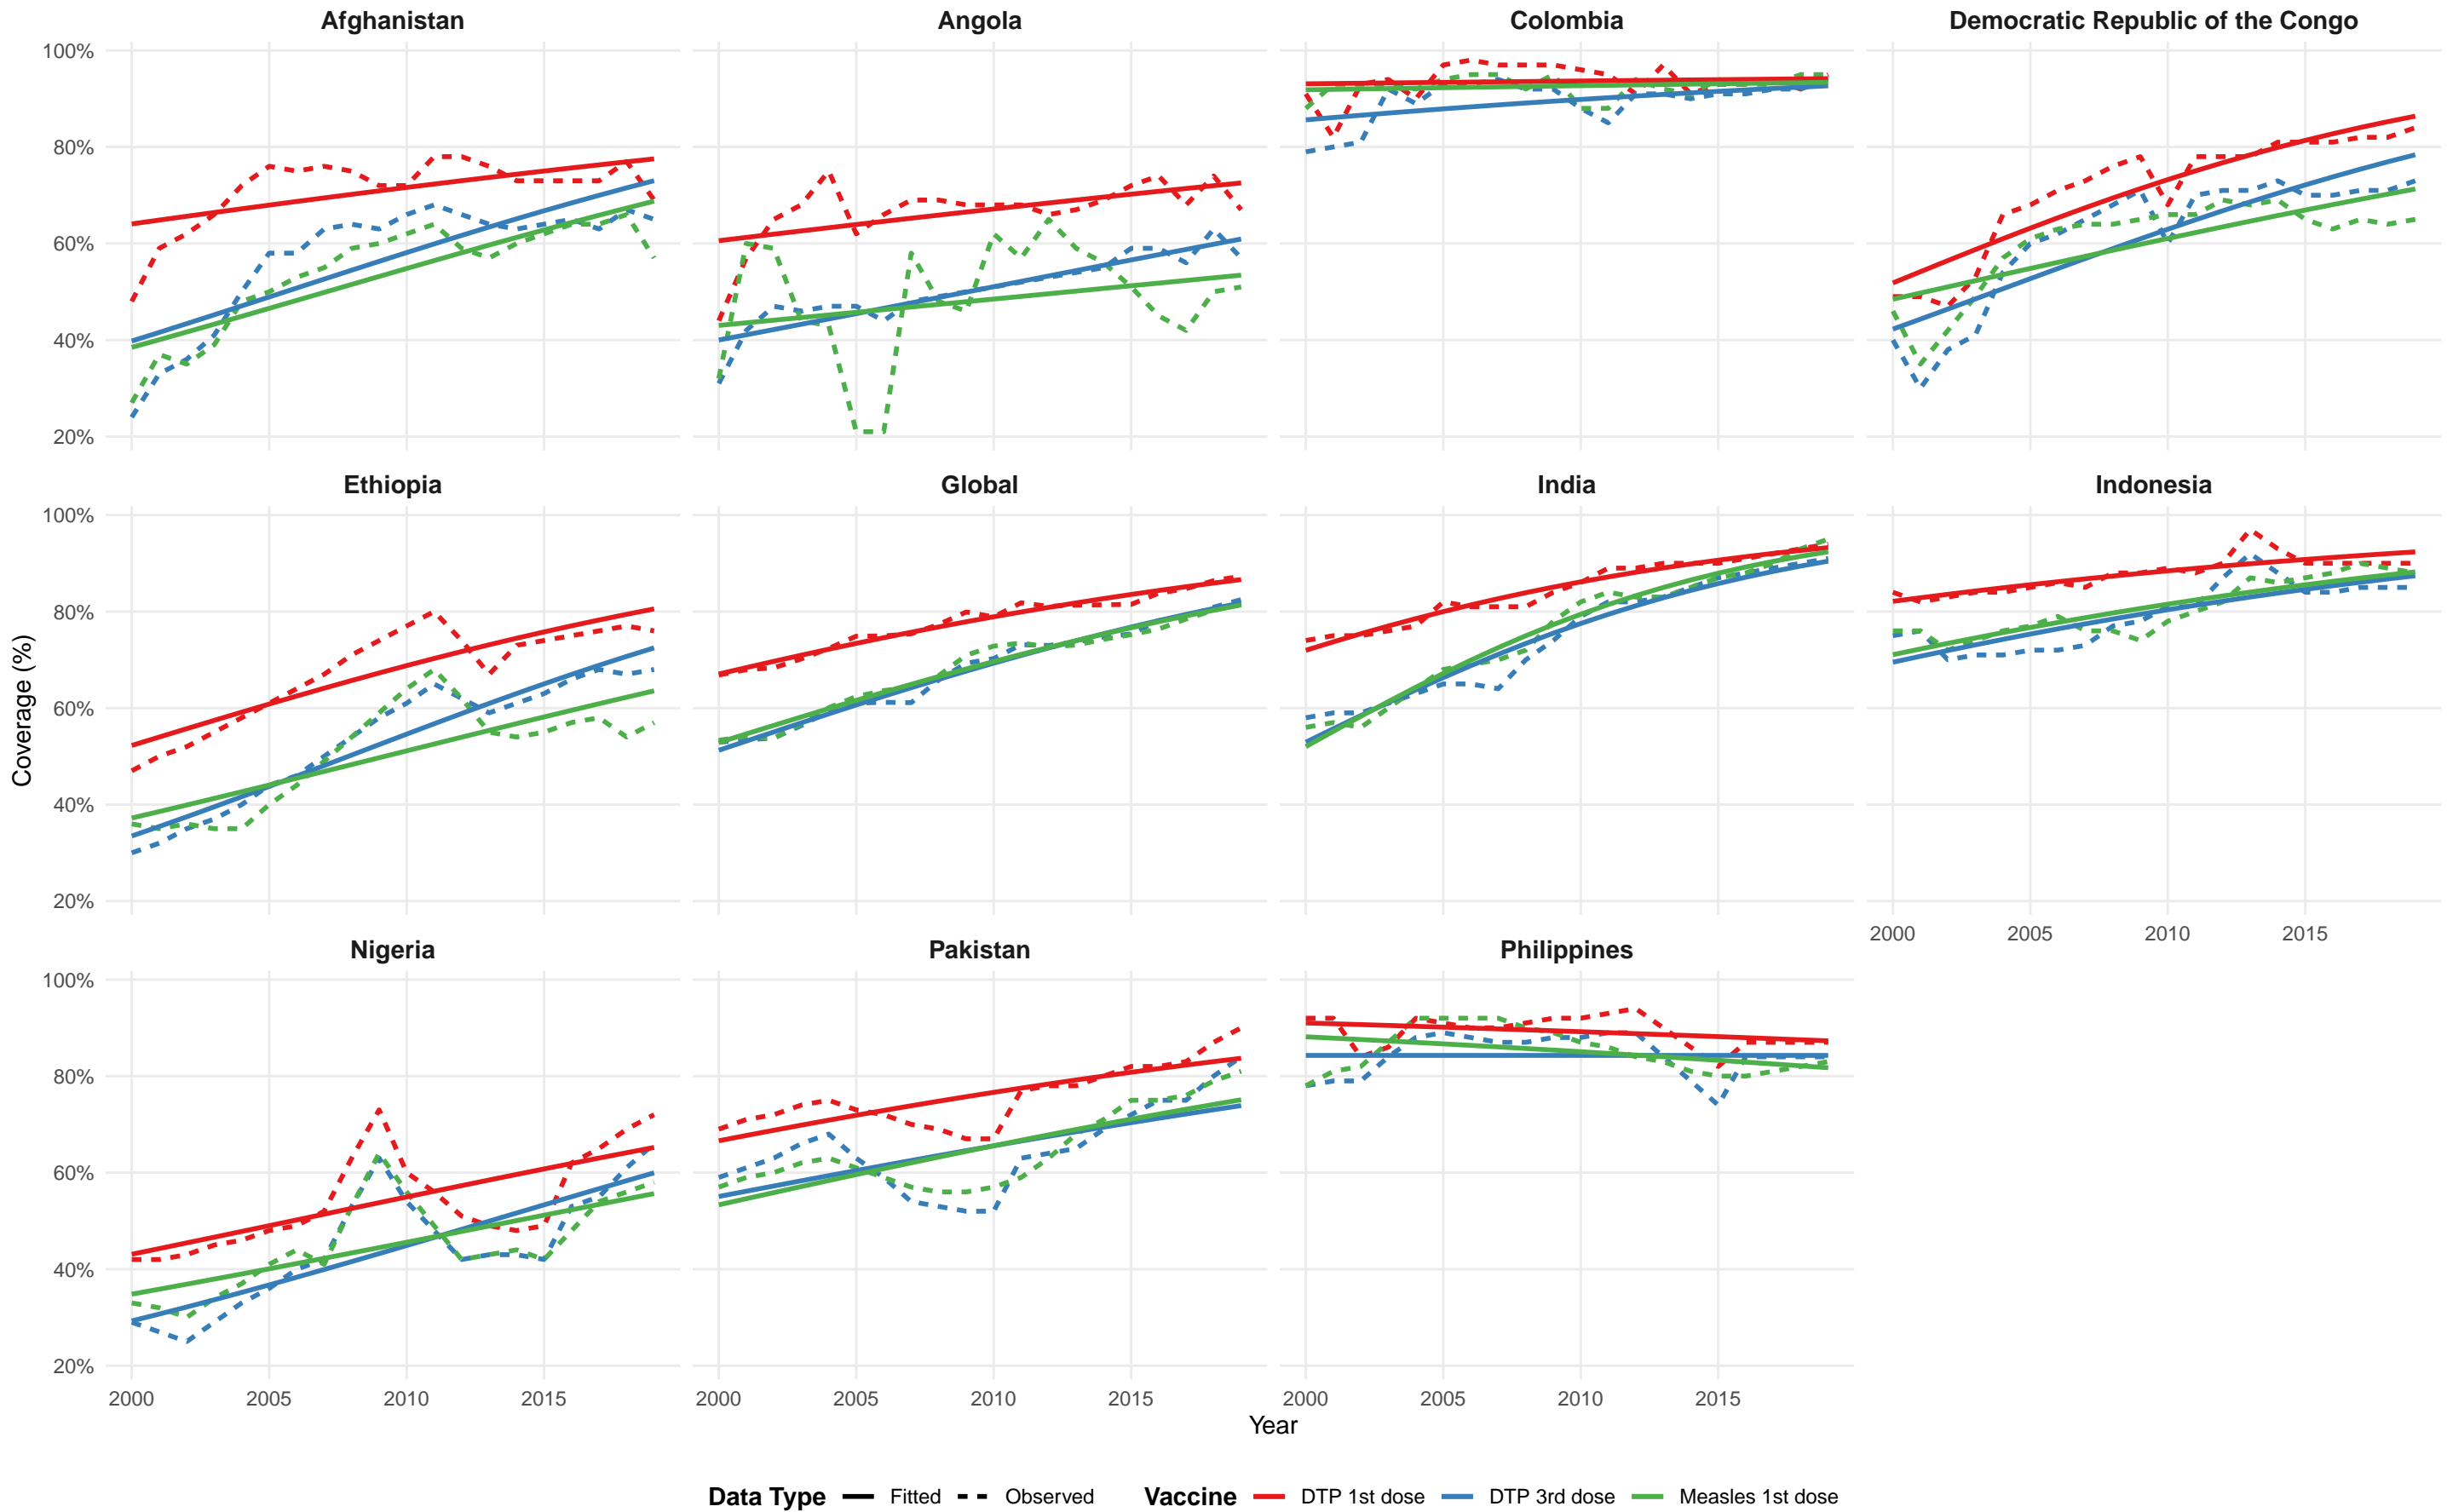 Afghanistan Angola Colombia Democratic Republic of the Congo
100%
80%
60%
40%
20%
Ethiopia Global India Indonesia
100%
80%
60%
40%
20%
2000 2005 2010 2015
Nigeria Pakistan Philippines
100%
80%
60%
40%
20%
2000 2005 2010 2015 2000 2005 2010 2015 2000 2005 2010 2015
Coverage (%)
Year
Data Type Fitted Observed Vaccine DTP 1st dose DTP 3rd dose Measles 1st dose